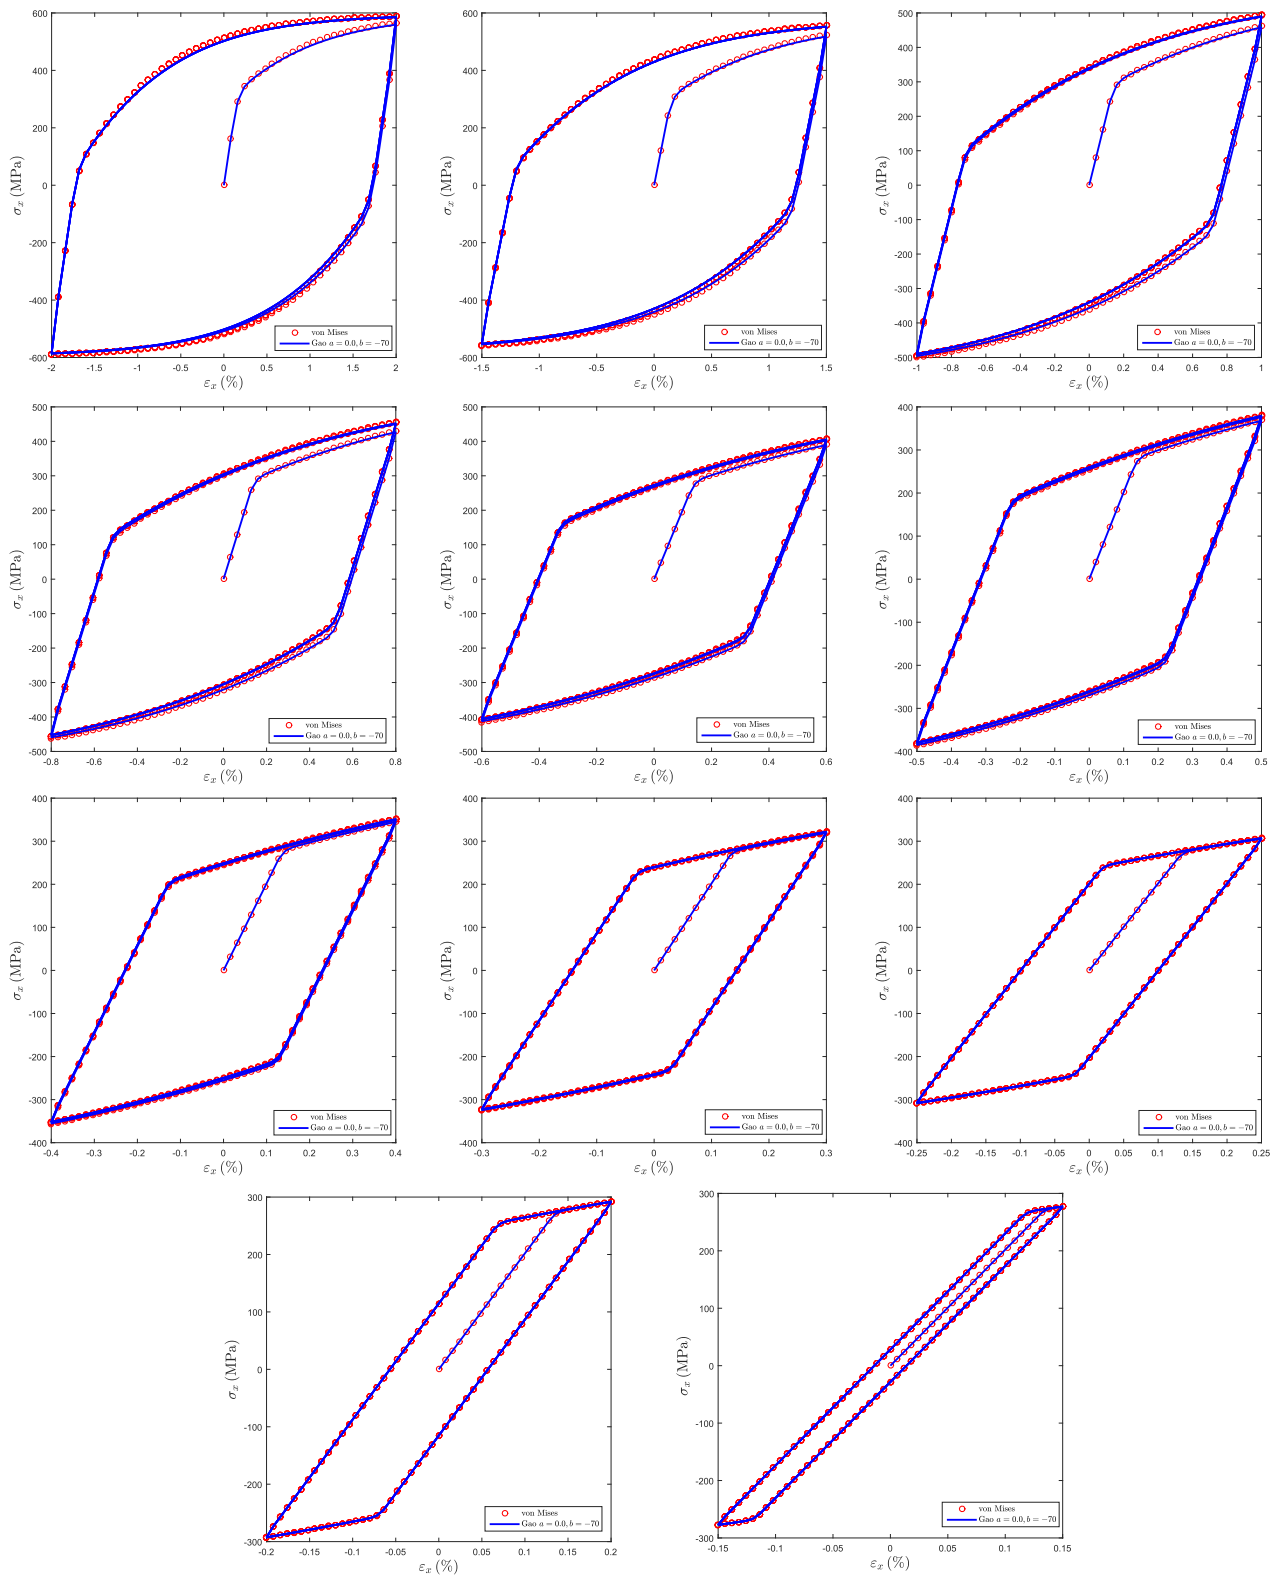 600
400
200
0
-200
-400
-600
σx (MPa)
-2 -1.5 -1 -0.5 0 0.5 1 1.5 2
εx (%)
von Mises
Gao a = 0.0, b = −70
600
400
200
0
-200
-400
-600
σx (MPa)
-1.5 -1 -0.5 0 0.5 1 1.5
εx (%)
von Mises
Gao a = 0.0, b = −70
500
400
300
200
100
0
-100
-200
-300
-400
-500
σx (MPa)
-1 -0.8 -0.6 -0.4 -0.2 0 0.2 0.4 0.6 0.8 1
εx (%)
von Mises
Gao a = 0.0, b = −70
500
400
300
200
100
0
-100
-200
-300
-400
-500
σx (MPa)
-0.8 -0.6 -0.4 -0.2 0 0.2 0.4 0.6 0.8
εx (%)
von Mises
Gao a = 0.0, b = −70
500
400
300
200
100
0
-100
-200
-300
-400
-500
σx (MPa)
-0.6 -0.4 -0.2 0 0.2 0.4 0.6
εx (%)
von Mises
Gao a = 0.0, b = −70
400
300
200
100
0
-100
-200
-300
-400
σx (MPa)
-0.5 -0.4 -0.3 -0.2 -0.1 0 0.1 0.2 0.3 0.4 0.5
εx (%)
von Mises
Gao a = 0.0, b = −70
400
300
200
100
0
-100
-200
-300
-400
σx (MPa)
-0.4 -0.3 -0.2 -0.1 0 0.1 0.2 0.3 0.4
εx (%)
von Mises
Gao a = 0.0, b = −70
400
300
200
100
0
-100
-200
-300
-400
σx (MPa)
-0.3 -0.2 -0.1 0 0.1 0.2 0.3
εx (%)
von Mises
Gao a = 0.0, b = −70
400
300
200
100
0
-100
-200
-300
-400
σx (MPa)
-0.25 -0.2 -0.15 -0.1 -0.05 0 0.05 0.1 0.15 0.2 0.25
εx (%)
von Mises
Gao a = 0.0, b = −70
300
200
100
0
-100
-200
-300
σx (MPa)
-0.2 -0.15 -0.1 -0.05 0 0.05 0.1 0.15 0.2
εx (%)
von Mises
Gao a = 0.0, b = −70
300
200
100
0
-100
-200
-300
σx (MPa)
-0.15 -0.1 -0.05 0 0.05 0.1 0.15
εx (%)
von Mises
Gao a = 0.0, b = −70